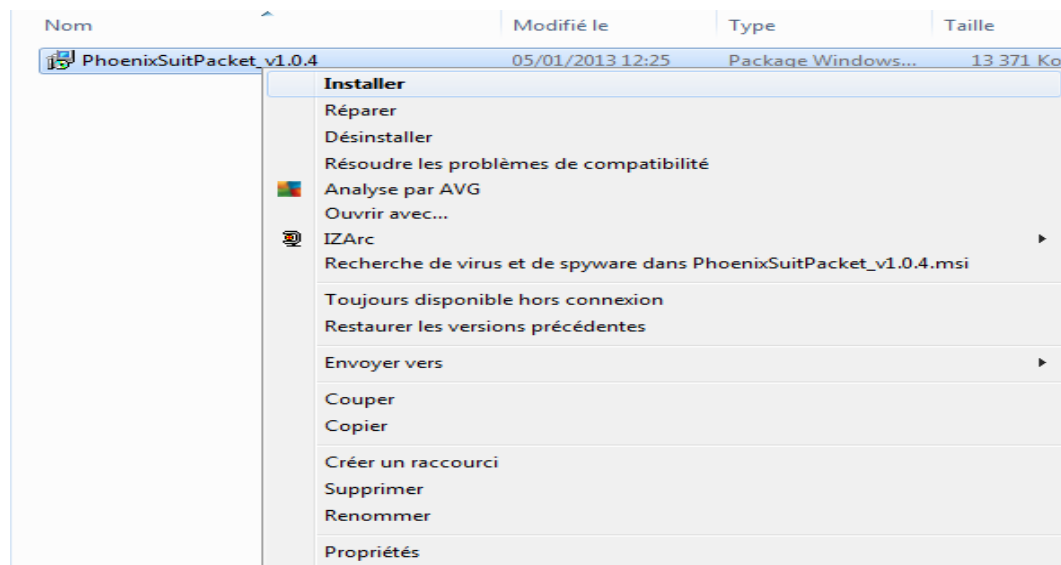 Nom Modifié le Type Taille
PhoenixSuitPacket_v1.0.4 05/01/2013 12:25 Package Windows... 13 371 Ko
Installer
Réparer
Désinstaller
Résoudre les problèmes de compatibilité
Analyse par AVG
Ouvrir avec...
IZArc
Recherche de virus et de spyware dans PhoenixSuitPacket_v1.0.4.msi
Toujours disponible hors connexion
Restaurer les versions précédentes
Envoyer vers
Couper
Copier
Créer un raccourci
Supprimer
Renommer
Propriétés